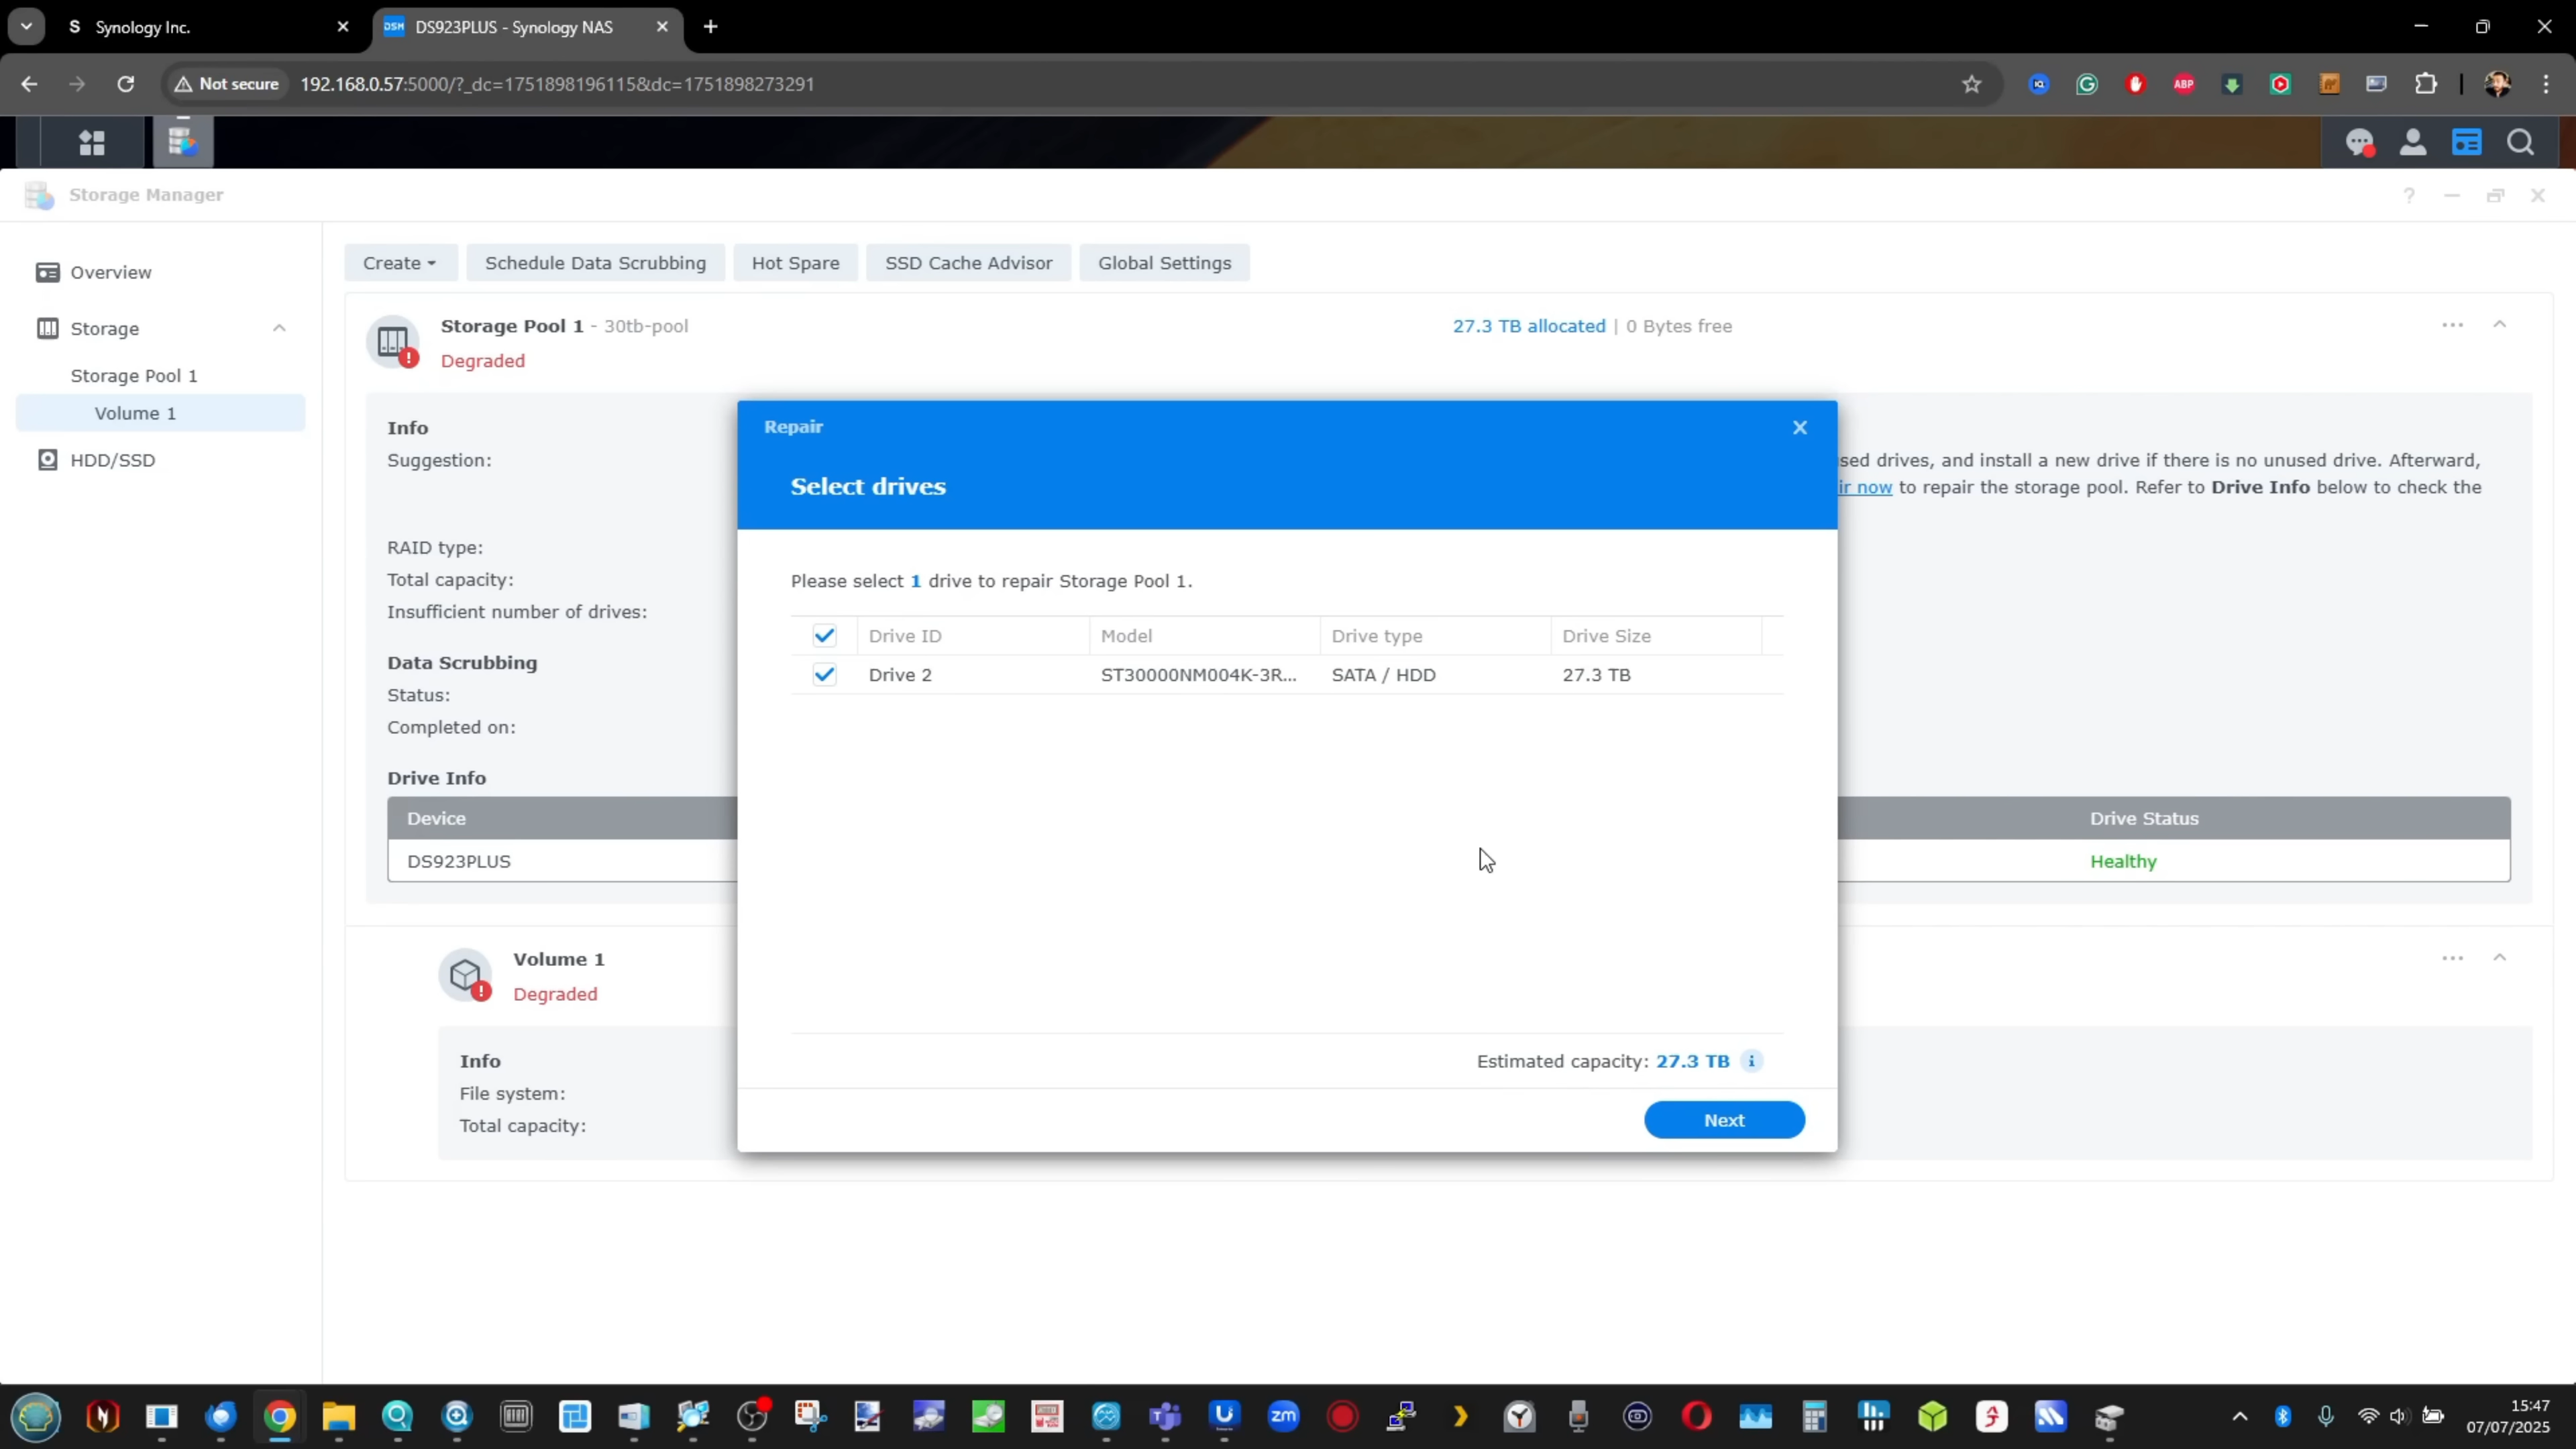 Synology Inc.
DS923PLUS - Synology NAS
Not secure
192.168.0.57:5000/?_dc=1751898196115&dc=1751898273291
Storage Manager
Overview
Storage
Storage Pool 1
Volume 1
HDD/SSD
Create
Schedule Data Scrubbing
Hot Spare
SSD Cache Advisor
Global Settings
Storage Pool 1 - 30tb-pool
27.3 TB allocated | 0 Bytes free
Degraded
Info
Suggestion:
sed drives, and install a new drive if there is no unused drive. Afterward,
ir now to repair the storage pool. Refer to Drive Info below to check the
RAID type:
Total capacity:
Insufficient number of drives:
Data Scrubbing
Status:
Completed on:
Drive Info
Device
Drive Status
DS923PLUS
Healthy
Repair
Select drives
Please select 1 drive to repair Storage Pool 1.
Drive ID Model Drive type Drive Size
Drive 2 ST30000NM004K-3R... SATA / HDD 27.3 TB
Estimated capacity: 27.3 TB
Next
Volume 1
Degraded
Info
File system:
Total capacity:
15:47
07/07/2025